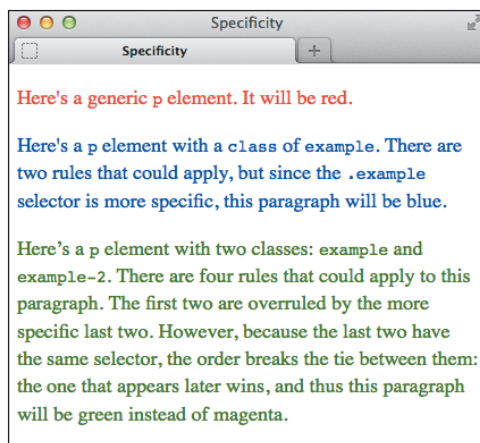 Specificity
Specificity
+
Here's a generic p element. It will be red.
Here's a p element with a class of example. There are
two rules that could apply, but since the .example
selector is more specific, this paragraph will be blue.
Here’s a p element with two classes: example and
example-2. There are four rules that could apply to this
paragraph. The first two are overruled by the more
specific last two. However, because the last two have
the same selector, the order breaks the tie between them:
the one that appears later wins, and thus this paragraph
will be green instead of magenta.